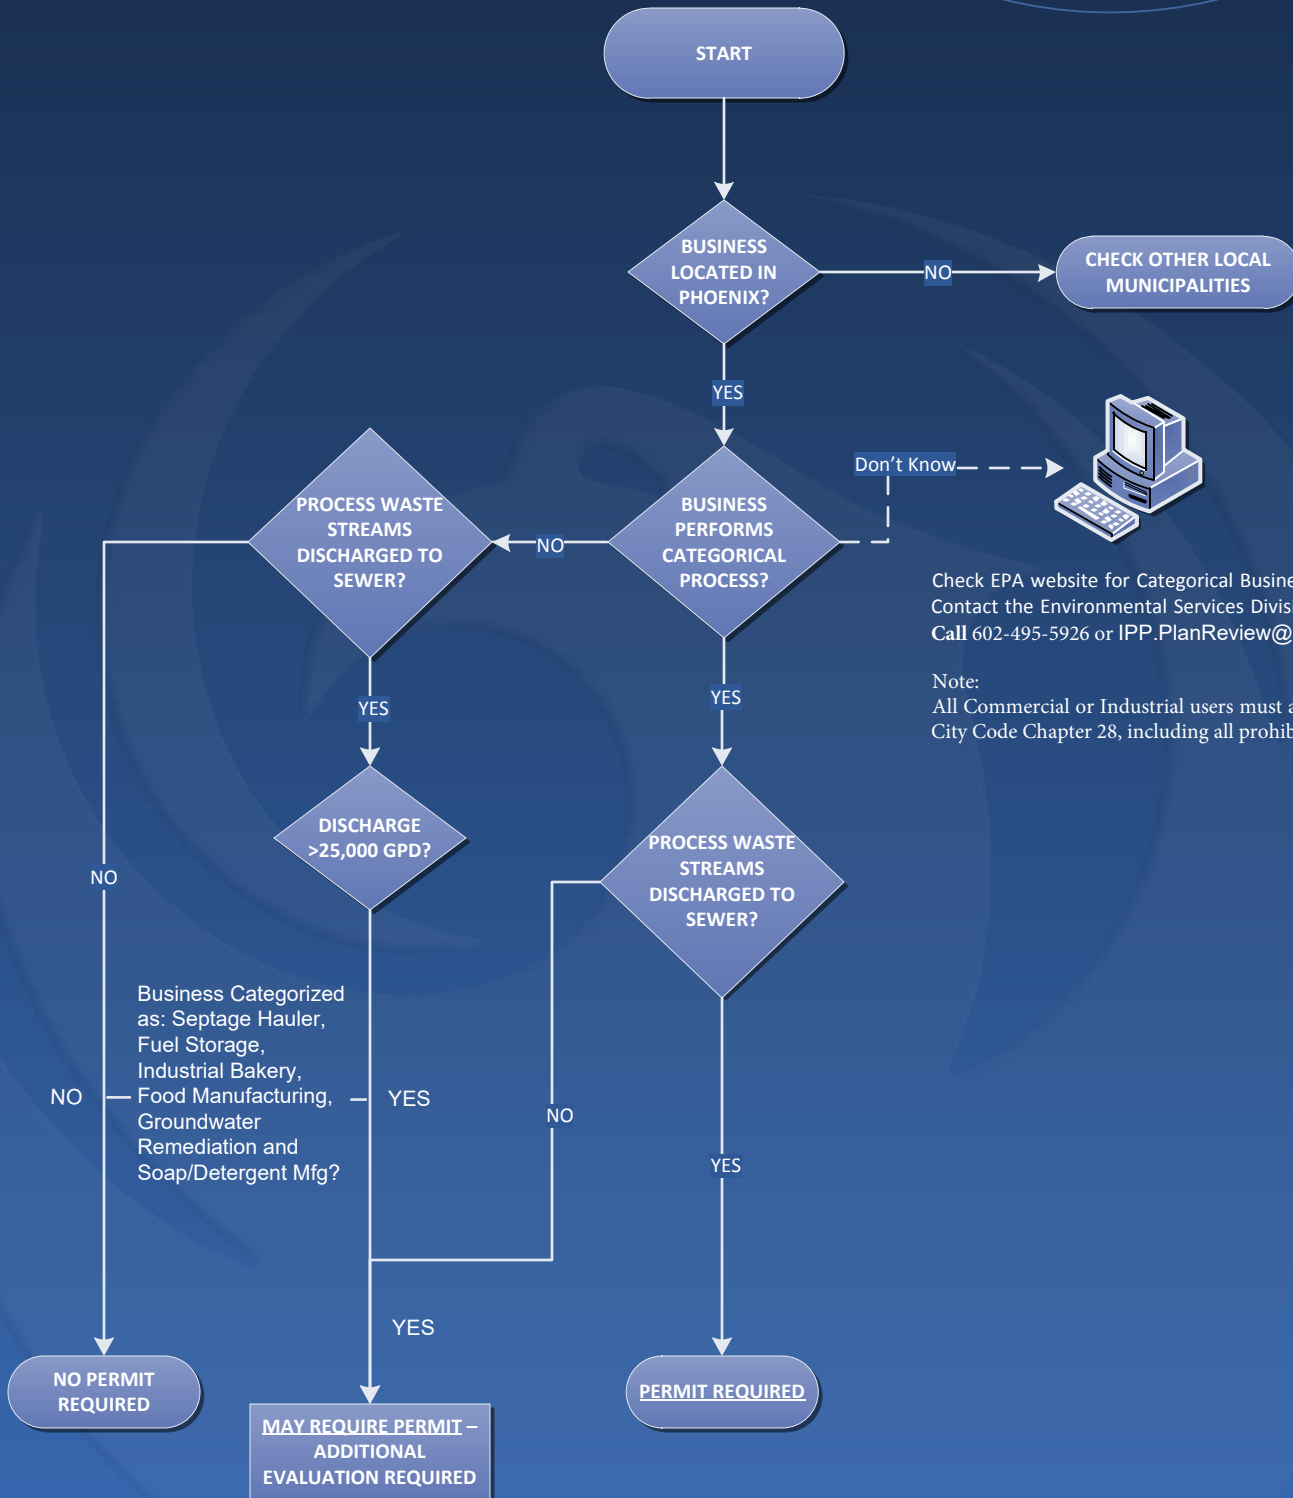 START
BUSINESS
LOCATED IN
PHOENIX?
NO
CHECK OTHER LOCAL
MUNICIPALITIES
YES
PROCESS WASTE
STREAMS
DISCHARGED TO
SEWER?
NO
BUSINESS
PERFORMS
CATEGORICAL
PROCESS?
Don't Know
Check EPA website for Categorical
Contact the Environmental Services
Call 602-495-5926 or IPP.PlanReview@
Note:
All Commercial or Industrial users must
City Code Chapter 28, including all
YES
YES
DISCHARGE
>25,000 GPD?
PROCESS WASTE
STREAMS
DISCHARGED TO
SEWER?
NO
Business Categorized
as: Septage Hauler,
Fuel Storage,
Industrial Bakery,
Food Manufacturing,
Groundwater
Remediation and
Soap/Detergent Mfg?
NO
YES
NO
YES
YES
NO PERMIT
REQUIRED
MAY REQUIRE PERMIT –
ADDITIONAL
EVALUATION REQUIRED
PERMIT REQUIRED